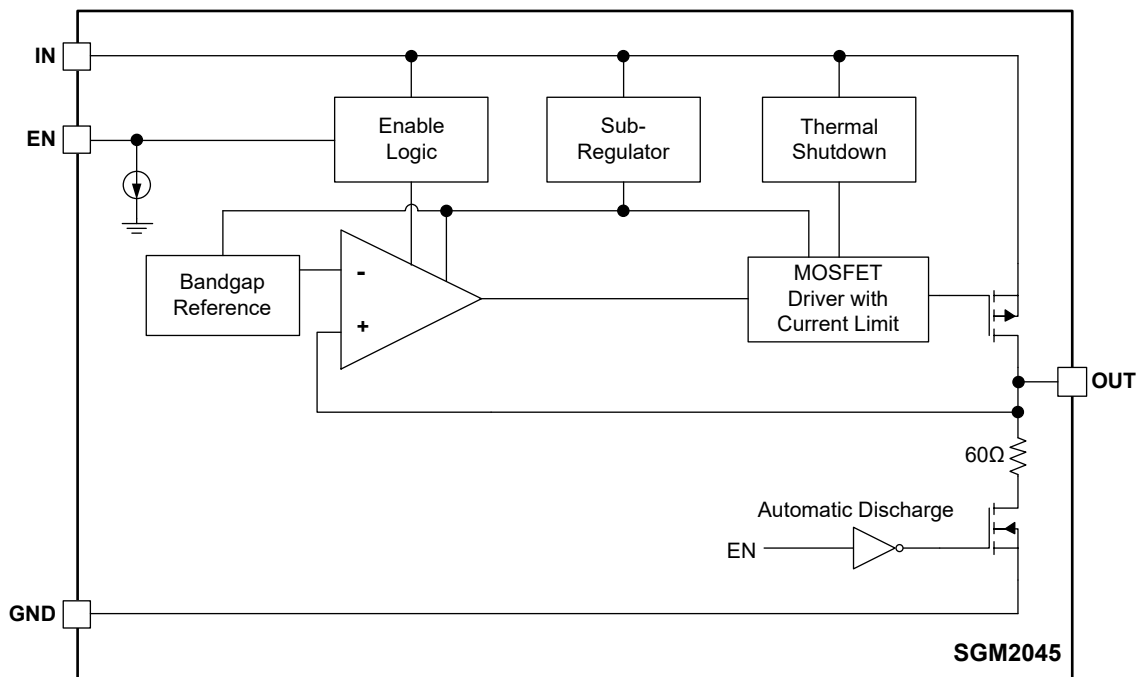 IN
EN
Enable
Logic
Sub-
Regulator
Thermal
Shutdown
Bandgap
Reference
-
+
MOSFET
Driver with
Current Limit
OUT
60Ω
Automatic Discharge
EN
GND
SGM2045